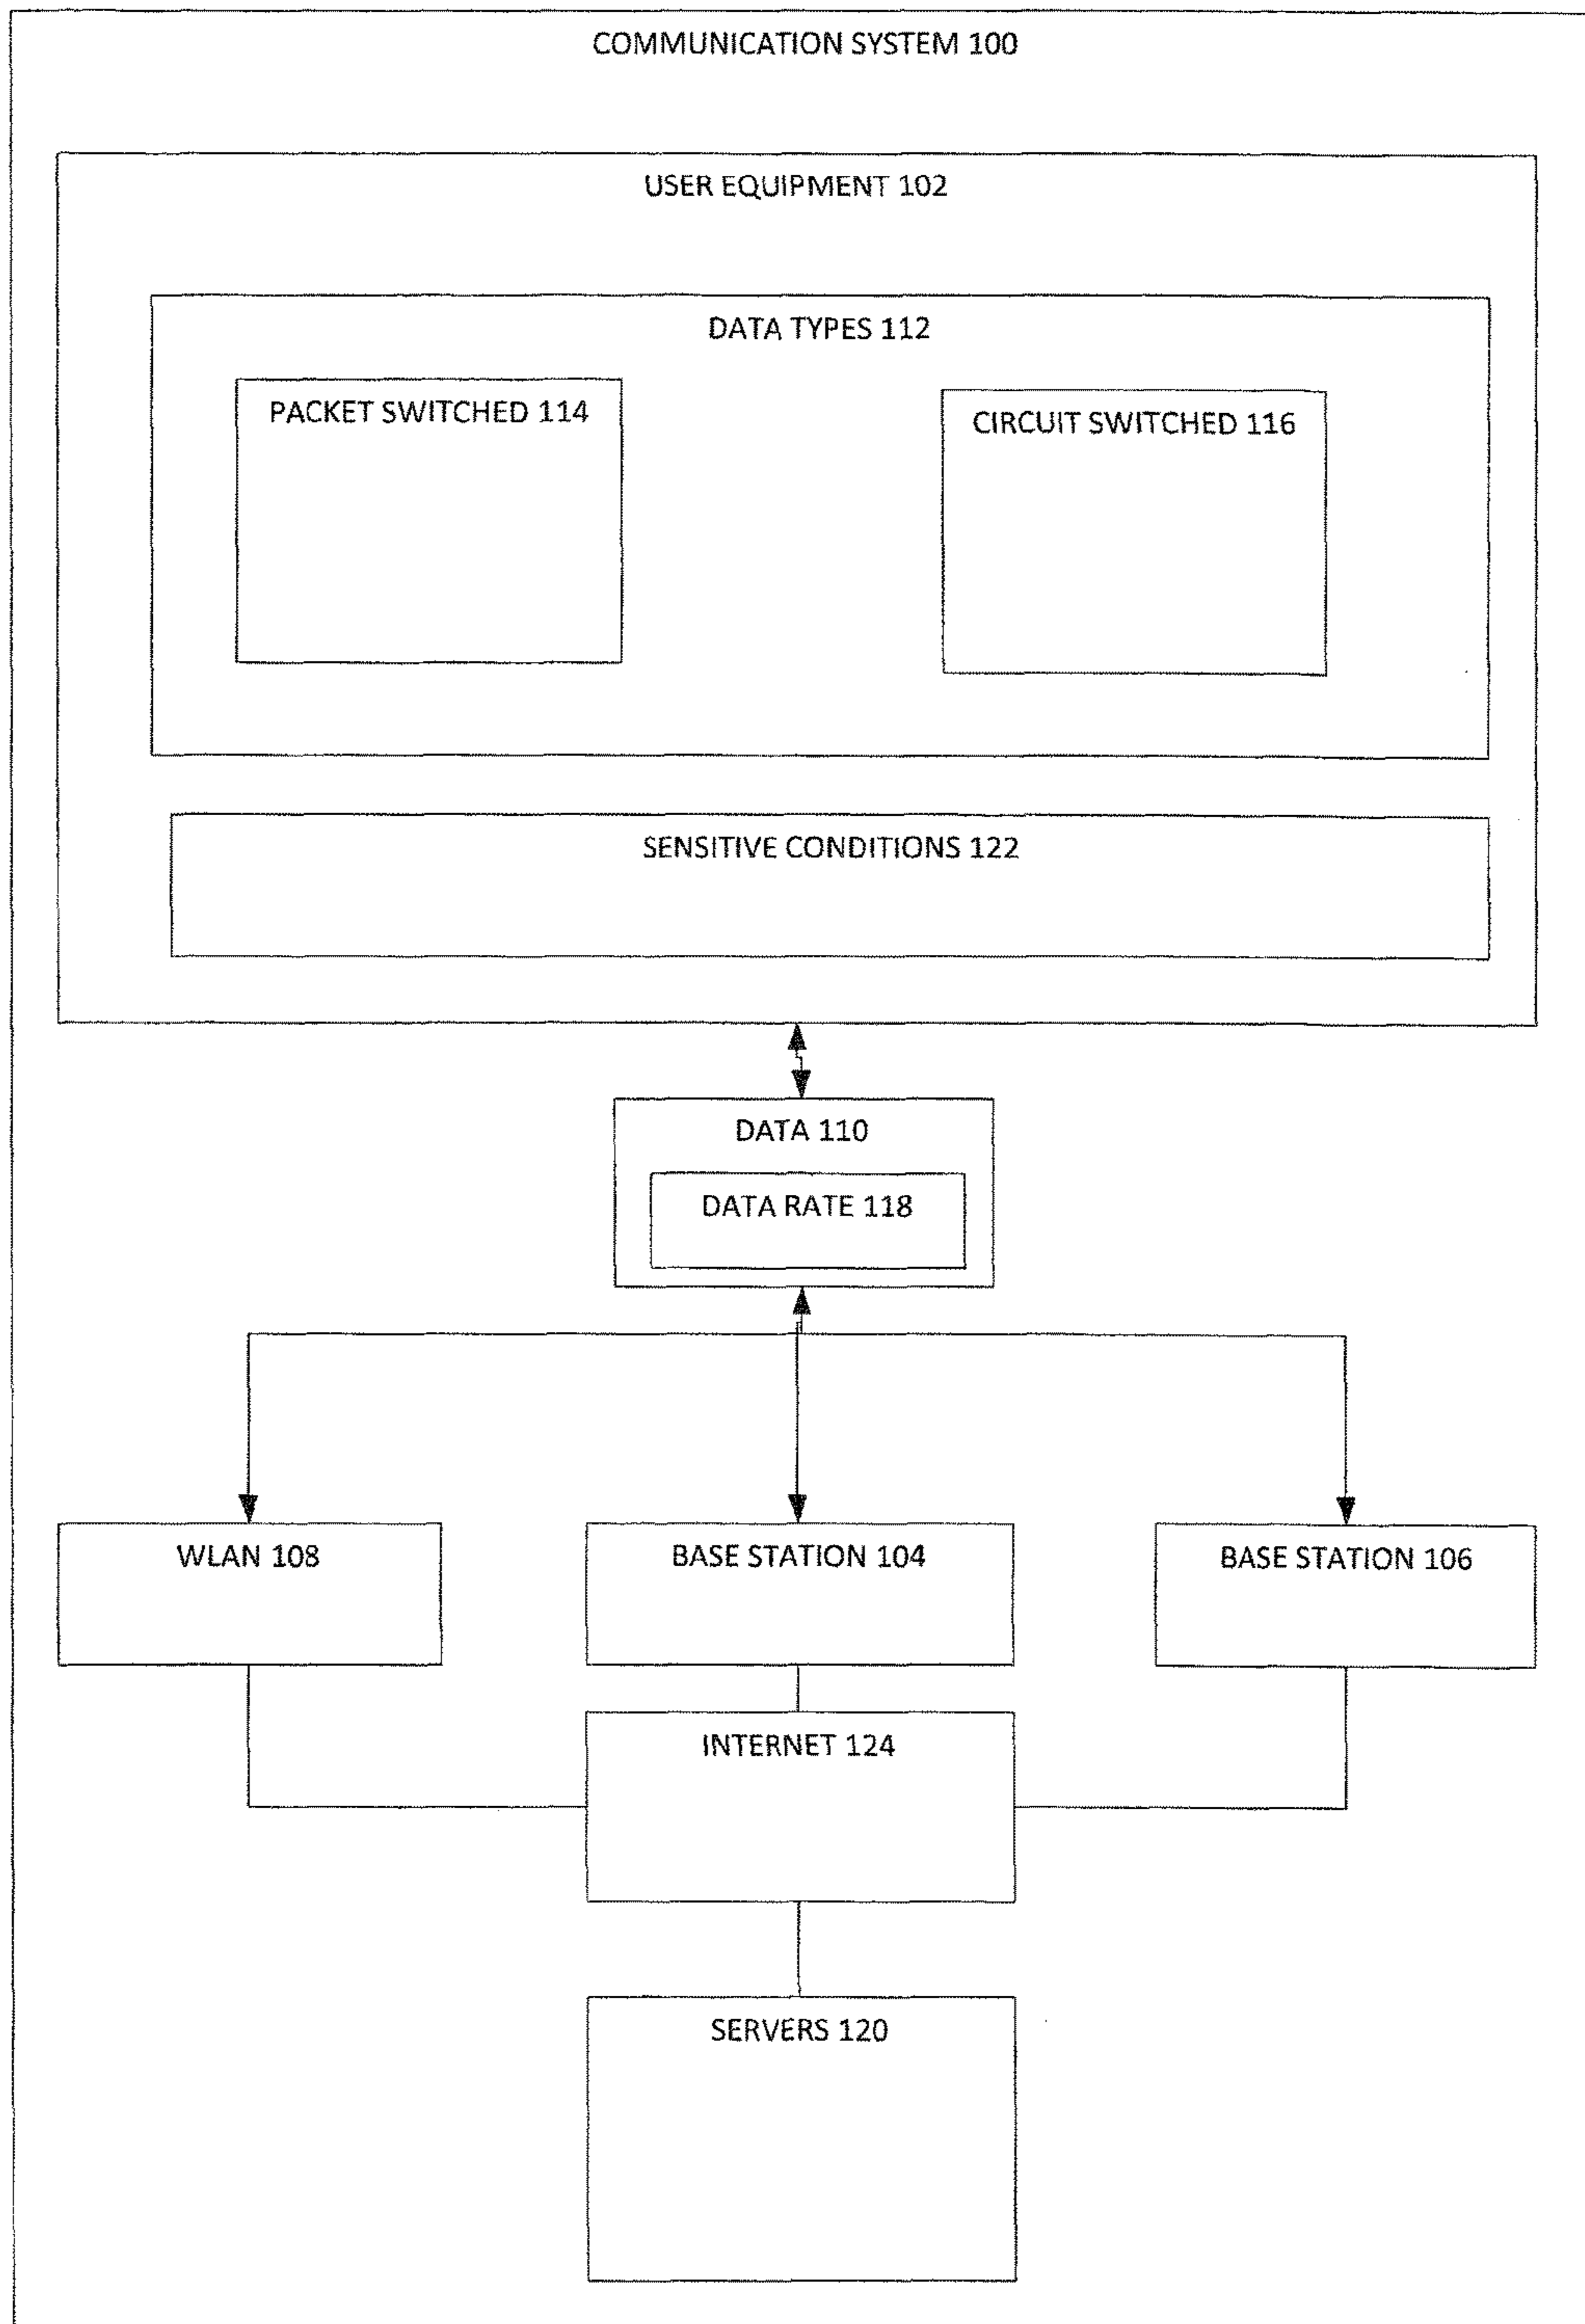 COMMUNICATION SYSTEM 100
USER EQUIPMENT 102
DATA TYPES 112
PACKET SWITCHED 114
CIRCUIT SWITCHED 116
SENSITIVE CONDITIONS 122
DATA 110
DATA RATE 118
WLAN 108
BASE STATION 104
BASE STATION 106
INTERNET 124
SERVERS 120